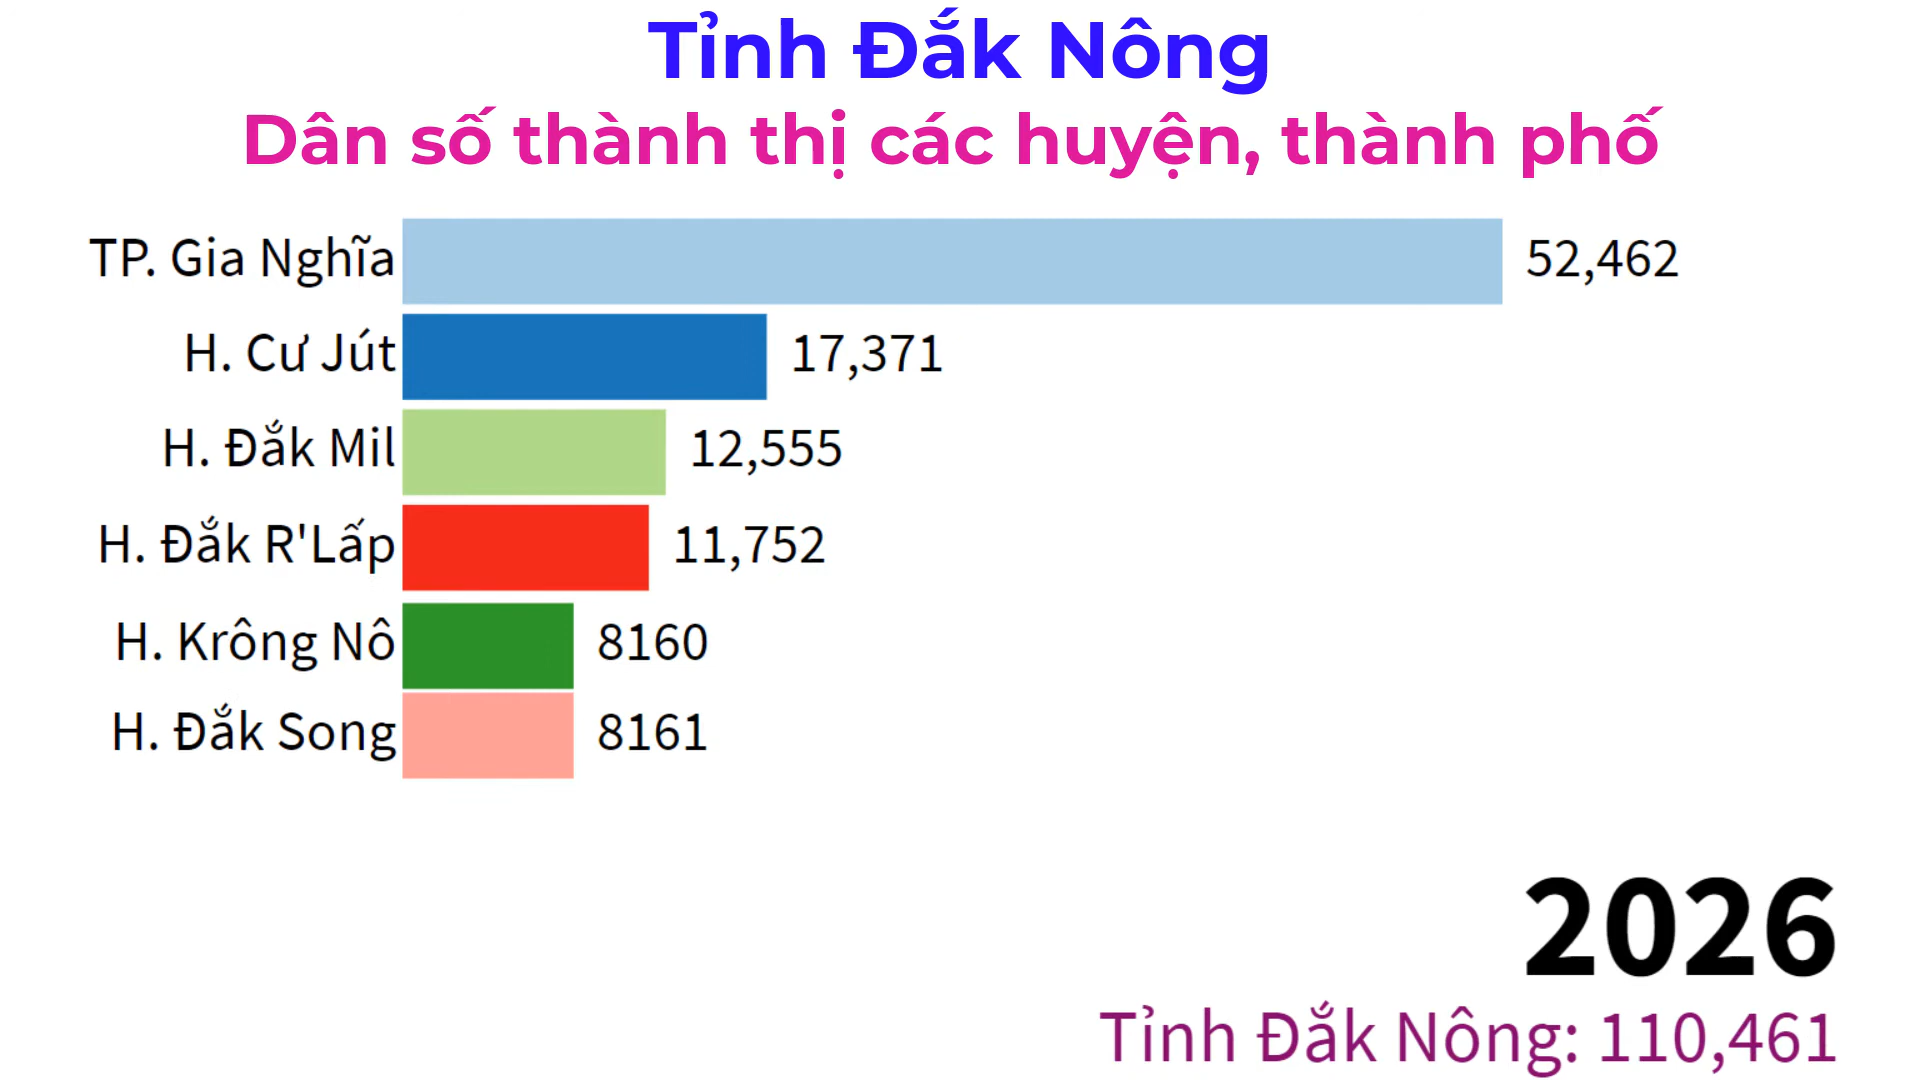 Tỉnh Đắk Nông
Dân số thành thị các huyện, thành phố
TP. Gia Nghĩa 52,462
H. Cư Jút 17,371
H. Đắk Mil 12,555
H. Đắk R'Lấp 11,752
H. Krông Nô 8160
H. Đắk Song 8161
2026
Tỉnh Đắk Nông: 110,461